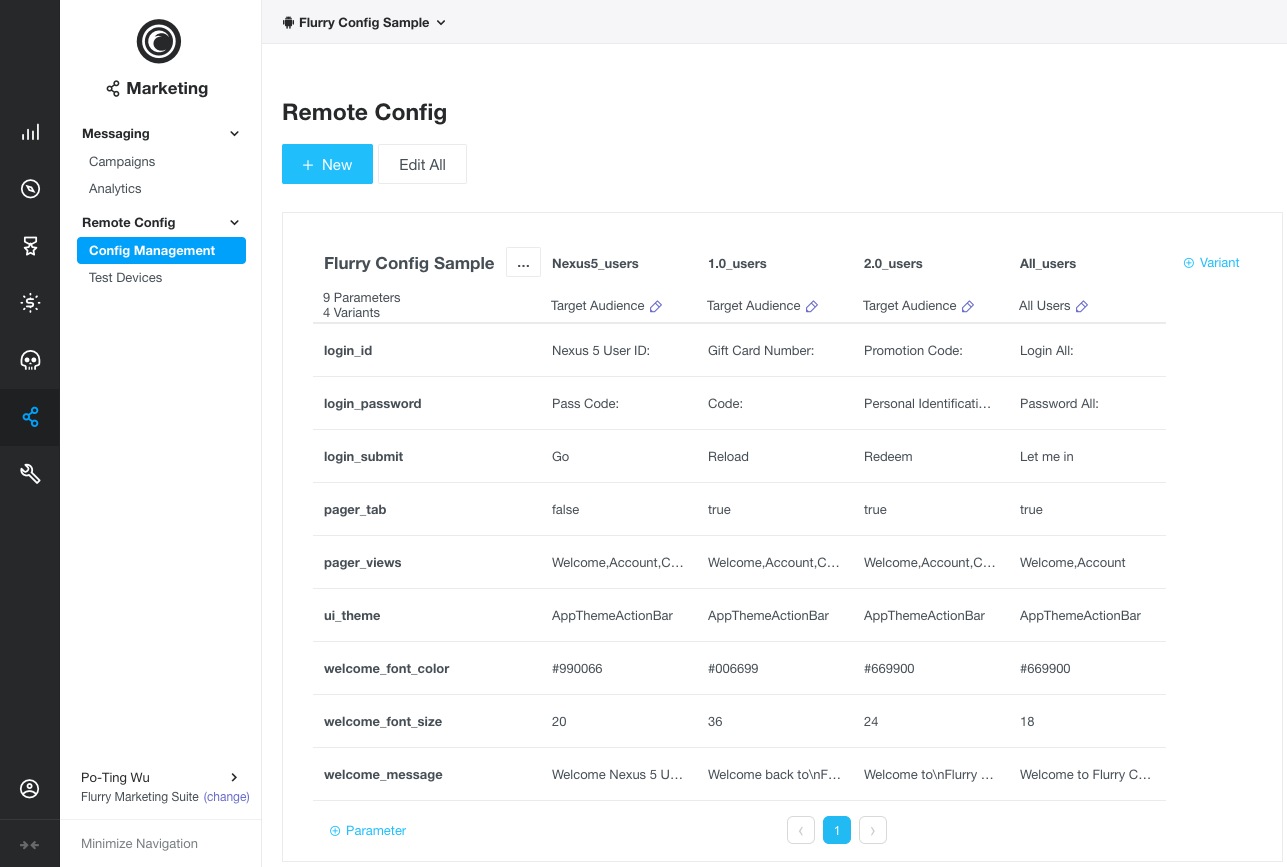 Flurry Config Sample
Marketing
Messaging
Campaigns
Analytics
Remote Config
Config Management
Test Devices
Po-Ting Wu
Flurry Marketing Suite (change)
Minimize Navigation
Remote Config
+ New Edit All
Flurry Config Sample ... Nexus5_users 1.0_users 2.0_users All_users Variant
9 Parameters
4 Variants
Target Audience Target Audience Target Audience All Users
login_id Nexus 5 User ID: Gift Card Number: Promotion Code: Login All:
login_password Pass Code: Code: Personal Identificati... Password All:
login_submit Go Reload Redeem Let me in
pager_tab false true true true
pager_views Welcome,Account,C... Welcome,Account,C... Welcome,Account,C... Welcome,Account
ui_theme AppThemeActionBar AppThemeActionBar AppThemeActionBar AppThemeActionBar
welcome_font_color #990066 #006699 #669900 #669900
welcome_font_size 20 36 24 18
welcome_message Welcome Nexus 5 U... Welcome back to\nF... Welcome to\nFlurry ... Welcome to Flurry C...
Parameter ‹ 1 ›